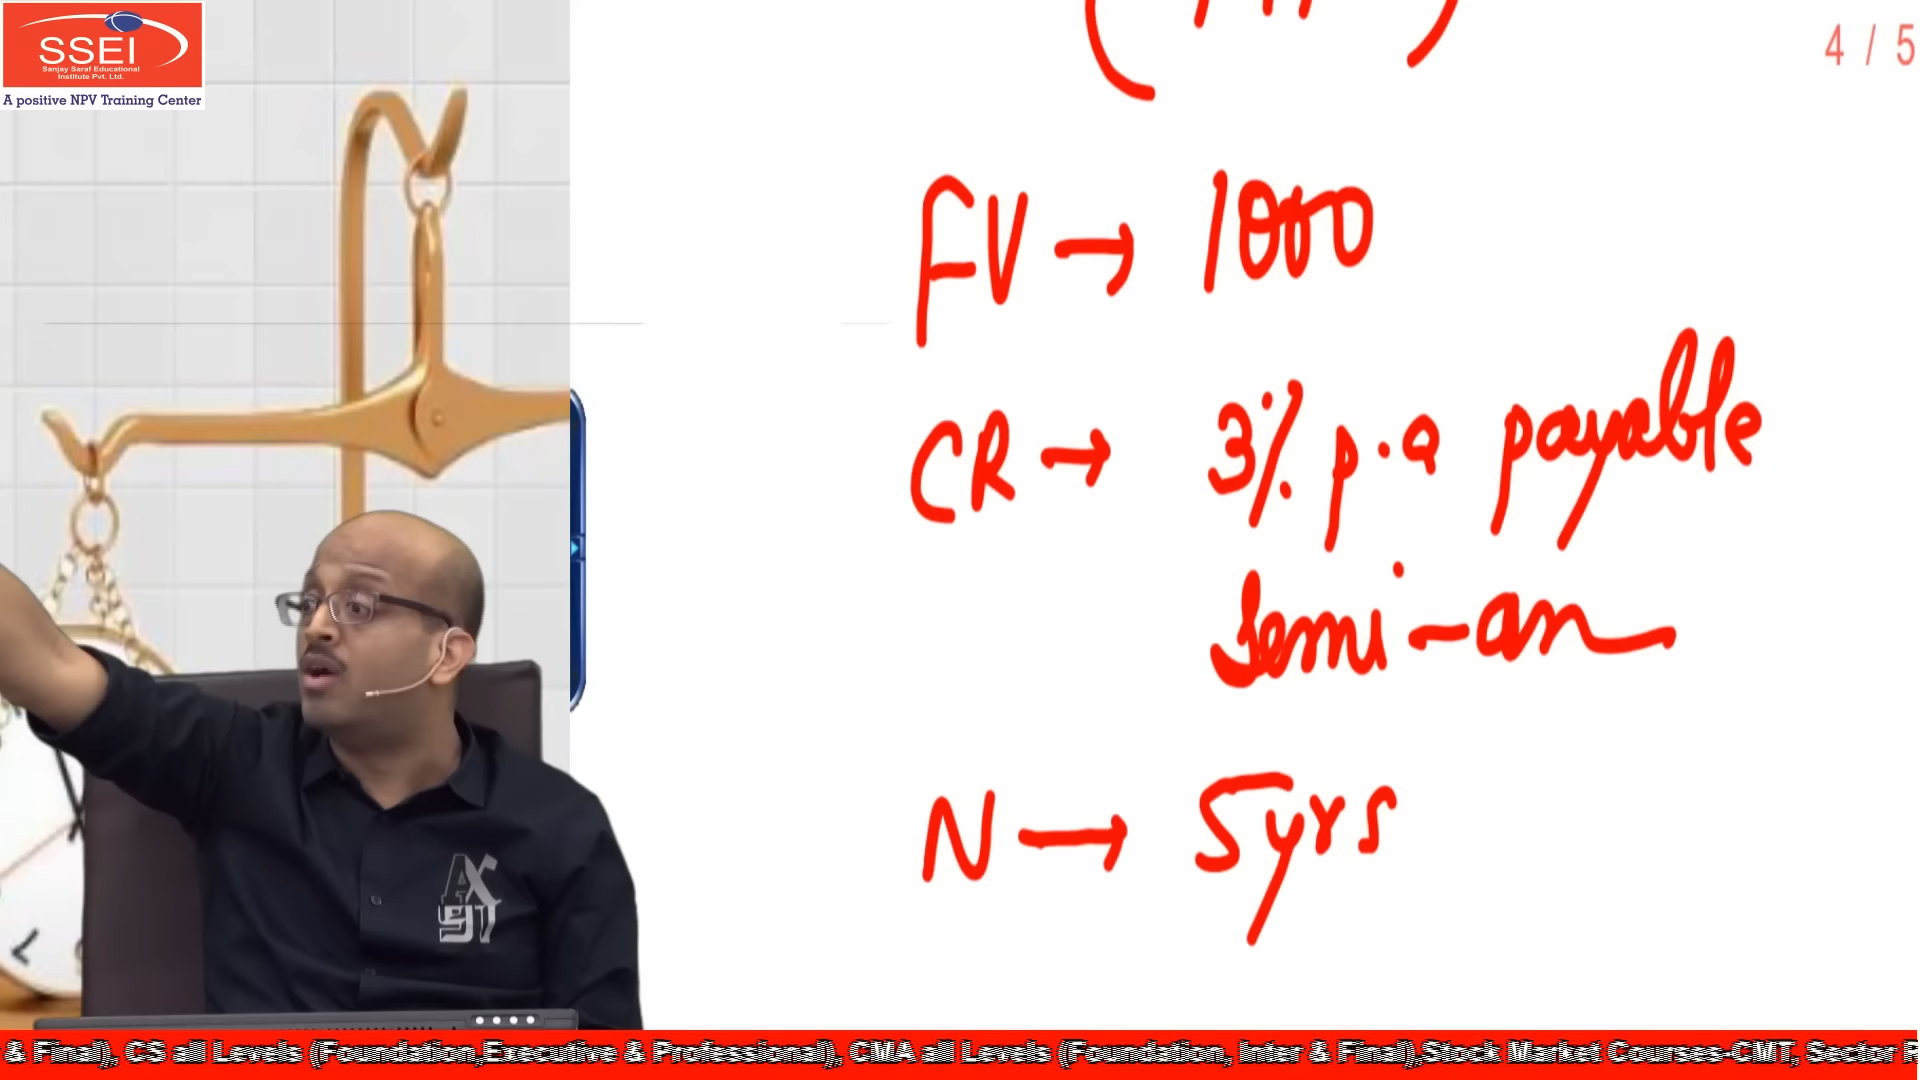 SSEI
Sanjay Saraf Educational
Institute Pvt. Ltd.
A positive NPV Training Center
4 / 5
FV → 1000
CR → 3% p.a payable
Semi-an
N → 5yrs
& Final), CS all Levels (Foundation,Executive & Professional), CMA all Levels (Foundation, Inter & Final),Stock Market Courses-CMT, Sector R